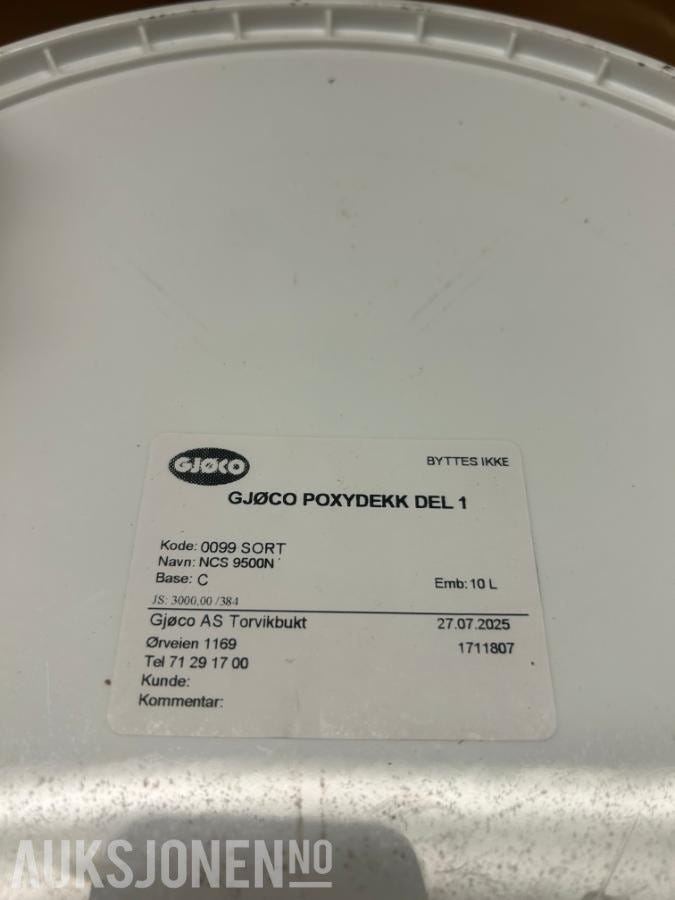 GJØCO
BYTTES IKKE
GJØCO POXYDEKK DEL 1
Kode: 0099 SORT
Navn: NCS 9500N
Base: C
Emb: 10 L
JS: 3000,00 /384
Gjøco AS Torvikbukt
27.07.2025
Ørveien 1169
1711807
Tel 71 29 17 00
Kunde:
Kommentar:
AUKSJONEN NO